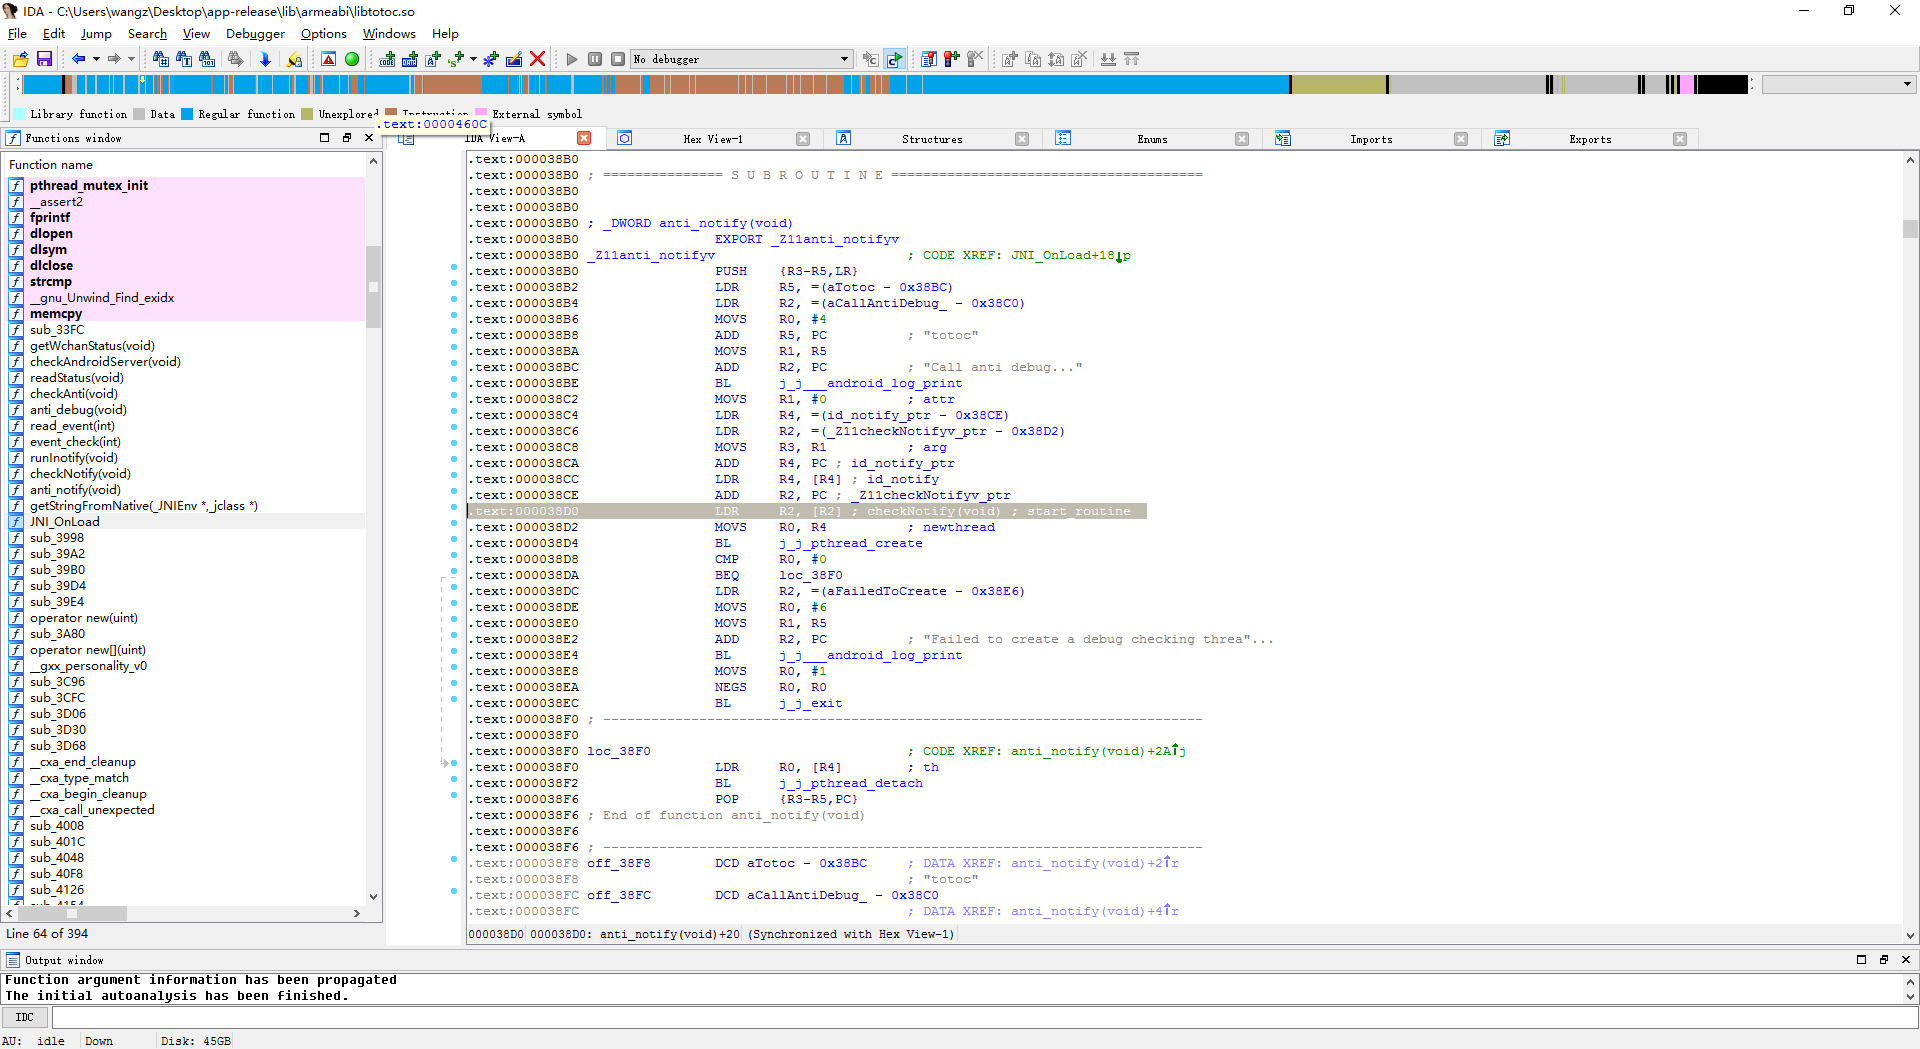 IDA - C:\Users\wangz\Desktop\app-release\lib\armeabi\libtotoc.so
File Edit Jump Search View Debugger Options Windows Help
No debugger
Library function Data Regular function Unexplored Instruction External symbol
.text:0000460C
Functions window
IDA View-A Hex View-1 Structures Enums Imports Exports
Function name
pthread_mutex_init
__assert2
fprintf
dlopen
dlsym
dlclose
strcmp
__gnu_Unwind_Find_exidx
memcpy
sub_33FC
getWchanStatus(void)
checkAndroidServer(void)
readStatus(void)
checkAnti(void)
anti_debug(void)
read_event(int)
event_check(int)
runInotify(void)
checkNotify(void)
anti_notify(void)
getStringFromNative(_JNIEnv *,_jclass *)
JNI_OnLoad
sub_3998
sub_39A2
sub_39B0
sub_39D4
sub_39E4
operator new(uint)
sub_3A80
operator new[](uint)
__gxx_personality_v0
sub_3C96
sub_3CFC
sub_3D06
sub_3D30
sub_3D68
__cxa_end_cleanup
__cxa_type_match
__cxa_begin_cleanup
__cxa_call_unexpected
sub_4008
sub_401C
sub_4048
sub_40F8
sub_4126
sub_4154
Line 64 of 394
.text:000038B0
.text:000038B0 ; =============== S U B R O U T I N E =======================================
.text:000038B0
.text:000038B0
.text:000038B0 ; _DWORD anti_notify(void)
.text:000038B0 EXPORT _Z11anti_notifyv
.text:000038B0 _Z11anti_notifyv ; CODE XREF: JNI_OnLoad+18↓p
.text:000038B0 PUSH {R3-R5,LR}
.text:000038B2 LDR R5, =(aTotoc - 0x38BC)
.text:000038B4 LDR R2, =(aCallAntiDebug_ - 0x38C0)
.text:000038B6 MOVS R0, #4
.text:000038B8 ADD R5, PC ; "totoc"
.text:000038BA MOVS R1, R5
.text:000038BC ADD R2, PC ; "Call anti debug..."
.text:000038BE BL j_j___android_log_print
.text:000038C2 MOVS R1, #0 ; attr
.text:000038C4 LDR R4, =(id_notify_ptr - 0x38CE)
.text:000038C6 LDR R2, =(_Z11checkNotifyv_ptr - 0x38D2)
.text:000038C8 MOVS R3, R1 ; arg
.text:000038CA ADD R4, PC ; id_notify_ptr
.text:000038CC LDR R4, [R4] ; id_notify
.text:000038CE ADD R2, PC ; _Z11checkNotifyv_ptr
.text:000038D0 LDR R2, [R2] ; checkNotify(void) ; start_routine
.text:000038D2 MOVS R0, R4 ; newthread
.text:000038D4 BL j_j_pthread_create
.text:000038D8 CMP R0, #0
.text:000038DA BEQ loc_38F0
.text:000038DC LDR R2, =(aFailedToCreate - 0x38E6)
.text:000038DE MOVS R0, #6
.text:000038E0 MOVS R1, R5
.text:000038E2 ADD R2, PC ; "Failed to create a debug checking threa"...
.text:000038E4 BL j_j___android_log_print
.text:000038E8 MOVS R0, #1
.text:000038EA NEGS R0, R0
.text:000038EC BL j_j_exit
.text:000038F0 ; ---------------------------------------------------------------------------
.text:000038F0
.text:000038F0 loc_38F0 ; CODE XREF: anti_notify(void)+2A↑j
.text:000038F0 LDR R0, [R4] ; th
.text:000038F2 BL j_j_pthread_detach
.text:000038F6 POP {R3-R5,PC}
.text:000038F6 ; End of function anti_notify(void)
.text:000038F6
.text:000038F6 ; ---------------------------------------------------------------------------
.text:000038F8 off_38F8 DCD aTotoc - 0x38BC ; DATA XREF: anti_notify(void)+2↑r
.text:000038F8 ; "totoc"
.text:000038FC off_38FC DCD aCallAntiDebug_ - 0x38C0
.text:000038FC ; DATA XREF: anti_notify(void)+4↑r
000038D0 000038D0: anti_notify(void)+20 (Synchronized with Hex View-1)
Output window
Function argument information has been propagated
The initial autoanalysis has been finished.
IDC
AU: idle Down Disk: 45GB